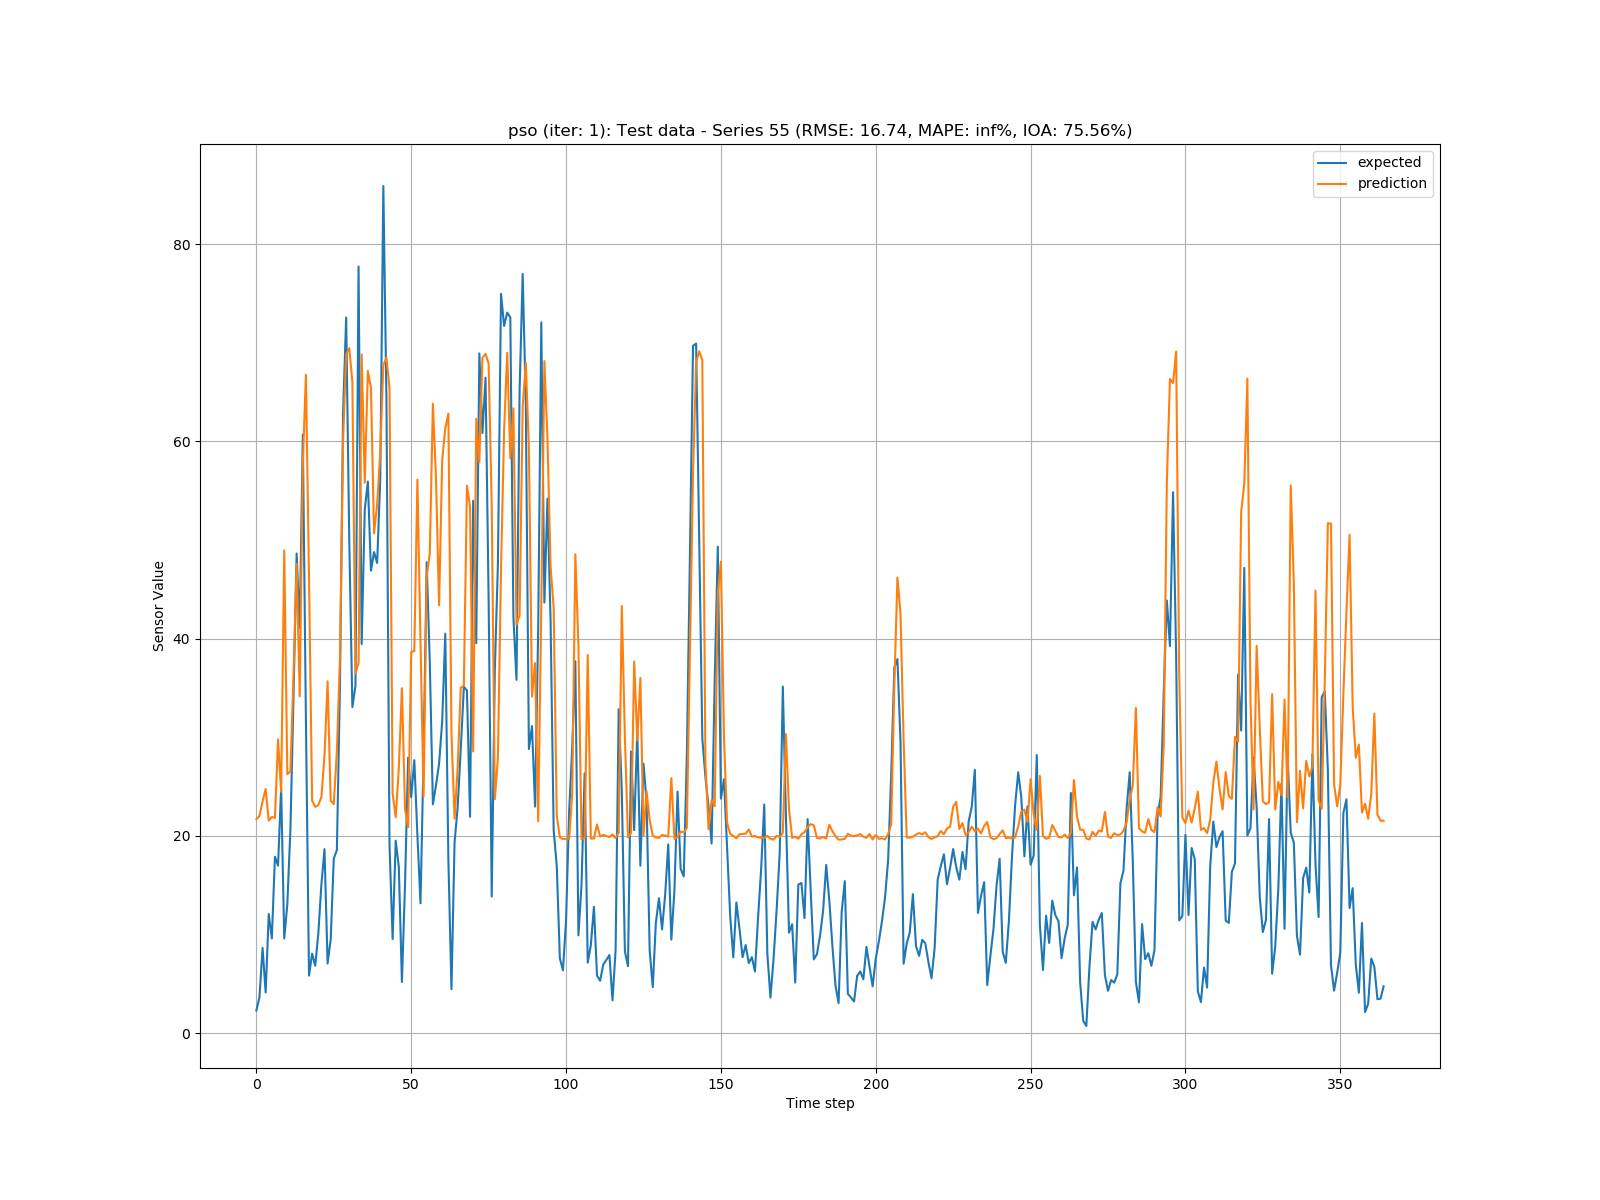 pso (iter: 1): Test data - Series 55 (RMSE: 16.74, MAPE: inf%, IOA: 75.56%)
expected
prediction
80
60
40
20
0
Sensor Value
0 50 100 150 200 250 300 350
Time step